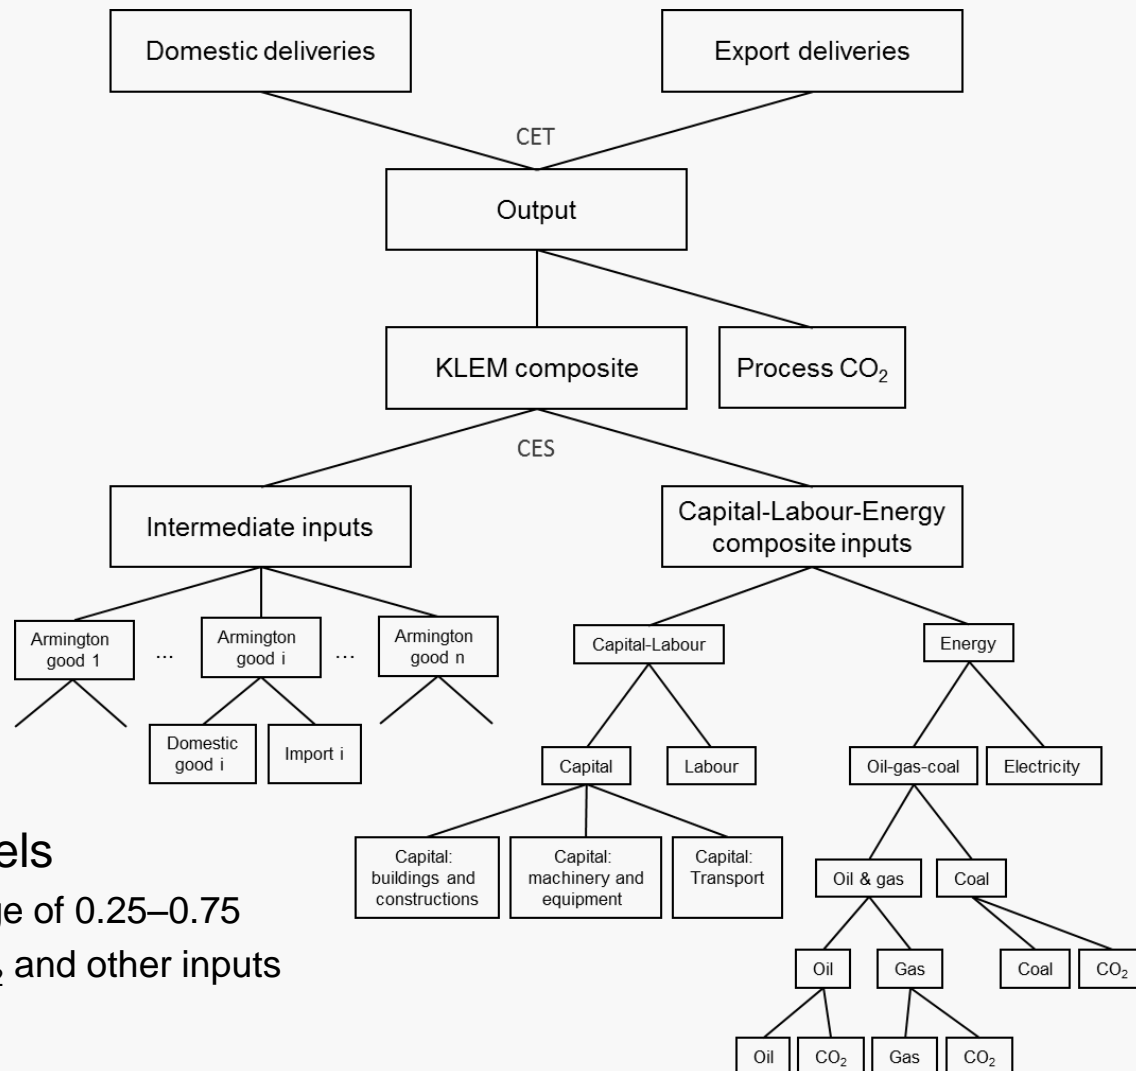 Domestic deliveries
Export deliveries
CET
Output
KLEM composite
Process CO₂
CES
Intermediate inputs
Capital-Labour-Energy
composite inputs
Armington
good 1
...
Armington
good i
...
Armington
good n
Capital-Labour
Energy
Domestic
good i
Import i
Capital
Labour
Oil-gas-coal
Electricity
Capital:
buildings and
constructions
Capital:
machinery and
equipment
Capital:
Transport
Oil & gas
Coal
Oil
Gas
Coal
CO₂
Oil
CO₂
Gas
CO₂
els
ge of 0.25–0.75
₂ and other inputs